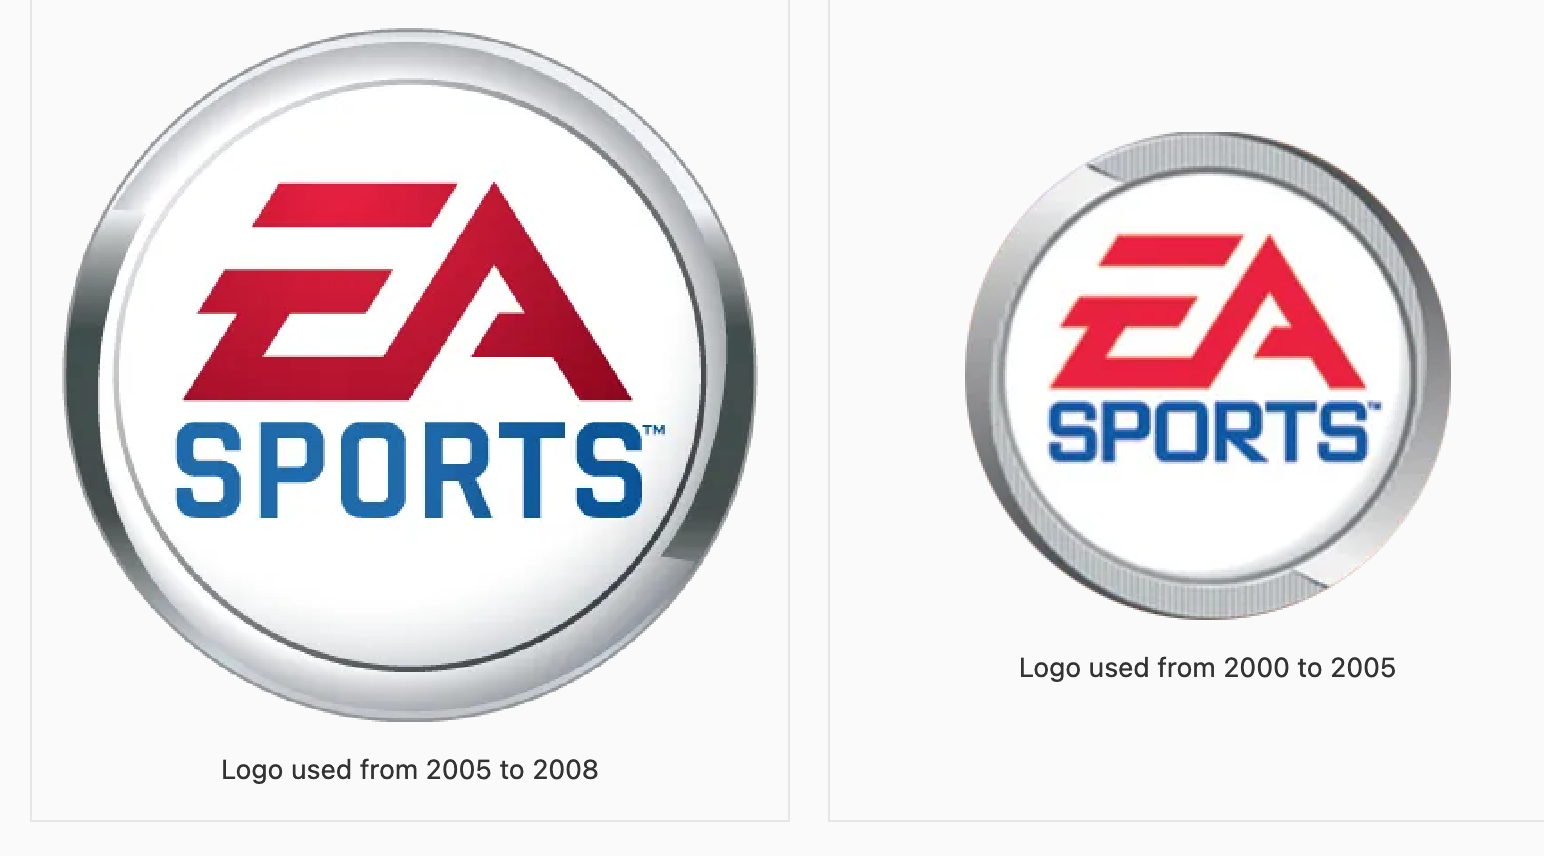 EA
SPORTS™
Logo used from 2005 to 2008
EA
SPORTS™
Logo used from 2000 to 2005